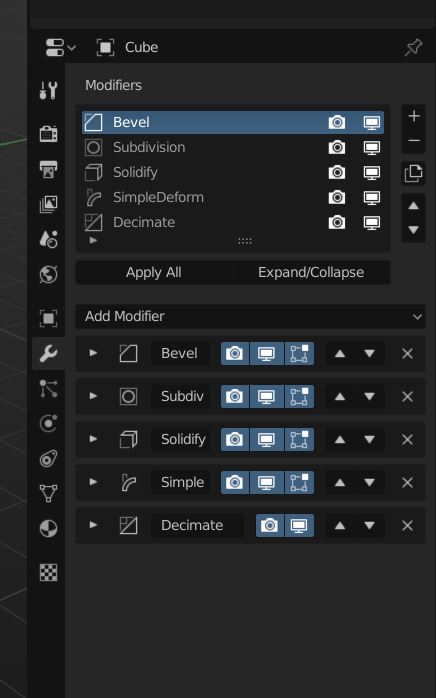 Cube
Modifiers
Bevel
Subdivision
Solidify
SimpleDeform
Decimate
Apply All
Expand/Collapse
Add Modifier
Bevel
Subdiv
Solidify
Simple
Decimate